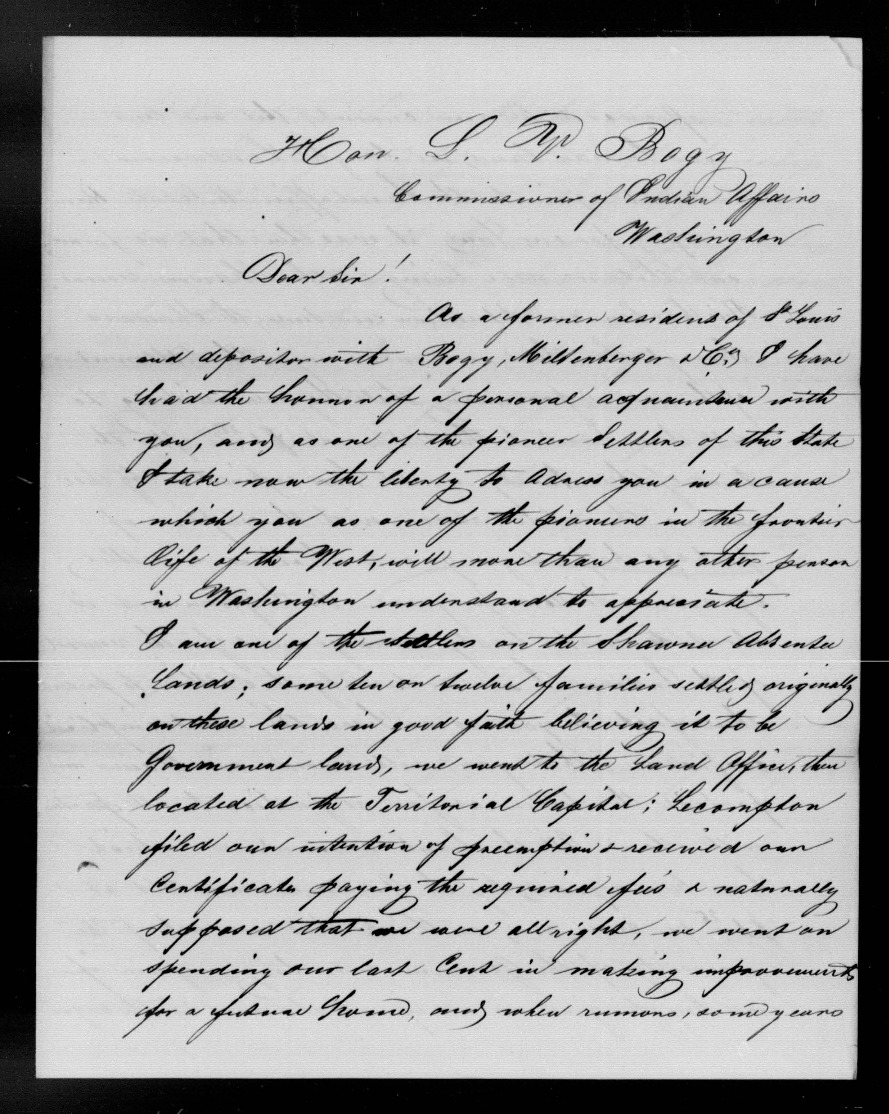 Hon. L. V. Bogy
Commissioner of Indian Affairs
Washington
Dear Sir!
As a former resident of St Louis
and depositor with Bogy, Miltenberger & Co. I have
had the honnor of a personal acquaintance with
you, and as one of the pioneer Settlers of this State
I take now the liberty to adress you in a cause
which you as one of the pioneers in the frontier
life of the West, will more than any other person
in Washington understand to appreciate.
I am one of the settlers on the Shawnee Absentee
Lands; some ten or twelve families settled originally
on these lands in good faith believing it to be
Government land, we went to the Land Office, then
located at the Territorial Capital; Lecompton
filed our intention of preemption & received our
Certificates paying the required fees & naturally
supposed that we were all right, we went on
spending our last Cent in making improovements
for a future home, and when rumors, some years